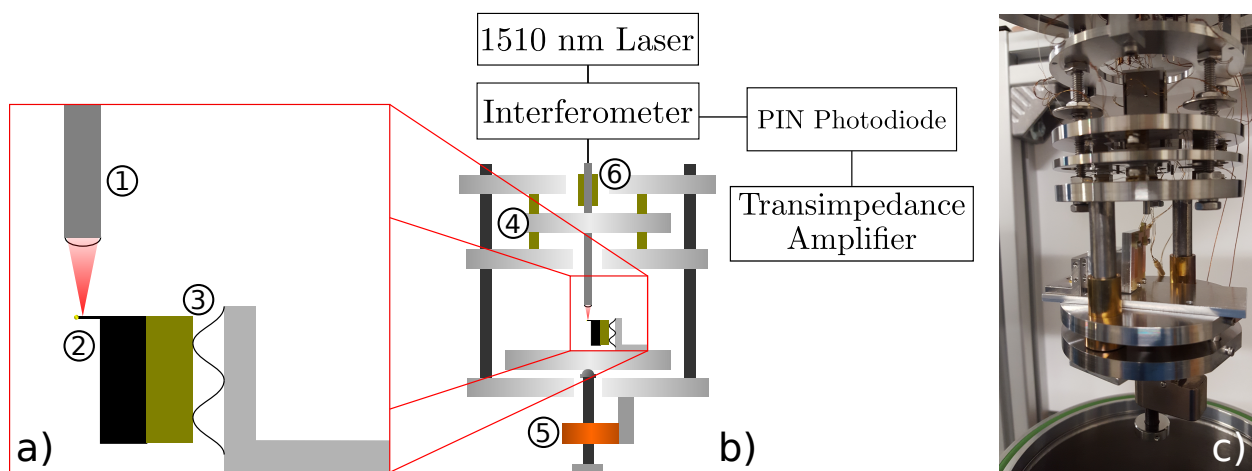 1510 nm Laser
Interferometer
PIN Photodiode
Transimpedance
Amplifier
①
②
③
④
⑤
⑥
a)
b)
c)